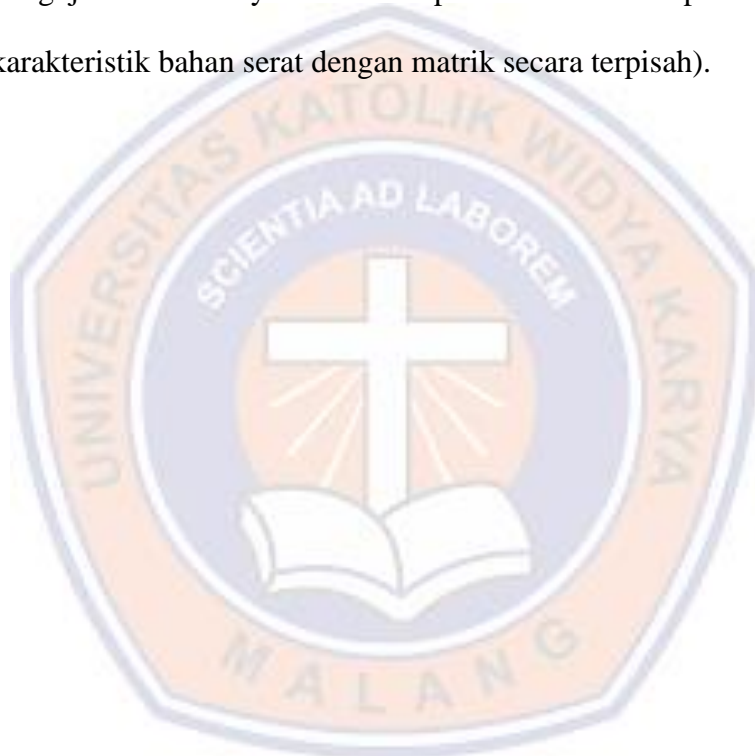 karakteristik bahan serat dengan matrik secara terpisah).
UNIVERSITAS KATOLIK WIDYA KARYA
SCIENTIA AD LABOREM
MALANG